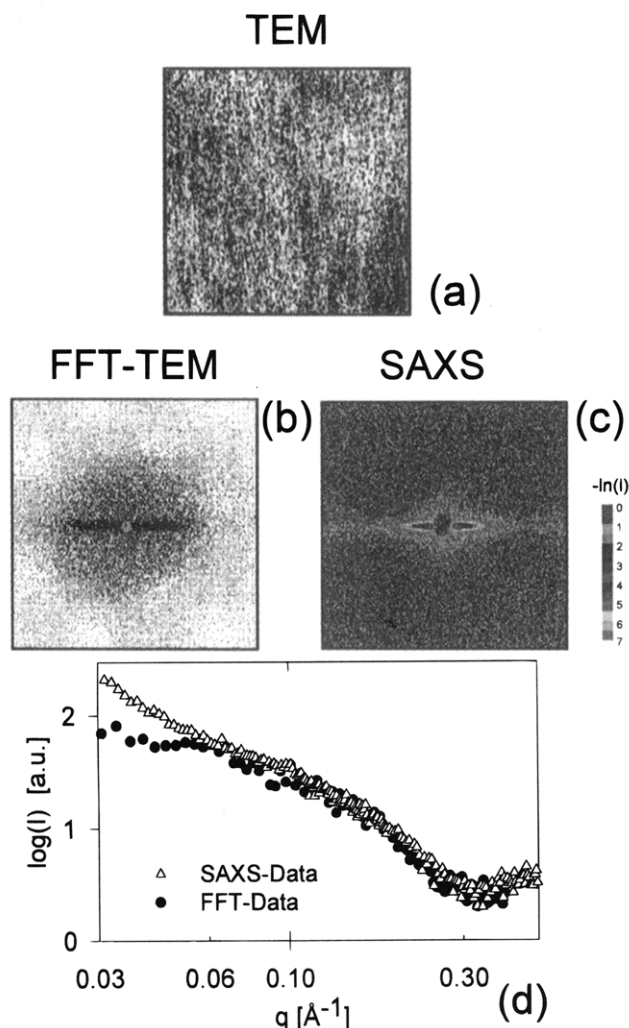 TEM
(a)
FFT-TEM
(b)
SAXS
(c)
-ln(I)
0
1
2
3
4
5
6
7
log(I) [a.u.]
2
1
0
SAXS-Data
FFT-Data
0.03
0.06
0.10
0.30
q [Å-1]
(d)